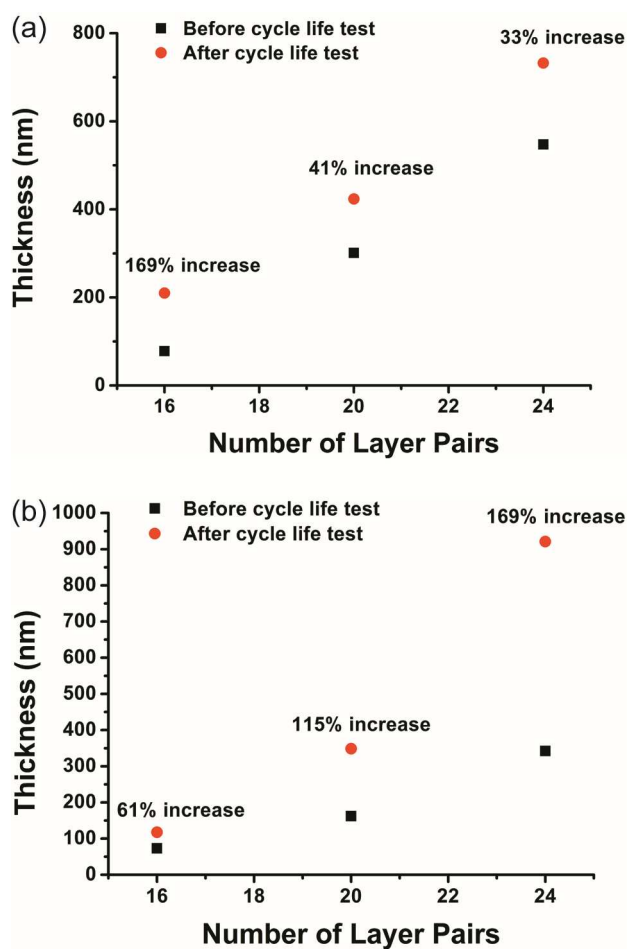 (a)
Before cycle life test
After cycle life test
33% increase
41% increase
169% increase
800
600
400
200
0
16 18 20 22 24
Thickness (nm)
Number of Layer Pairs
(b)
Before cycle life test
After cycle life test
169% increase
115% increase
61% increase
1000
900
800
700
600
500
400
300
200
100
0
16 18 20 22 24
Thickness (nm)
Number of Layer Pairs